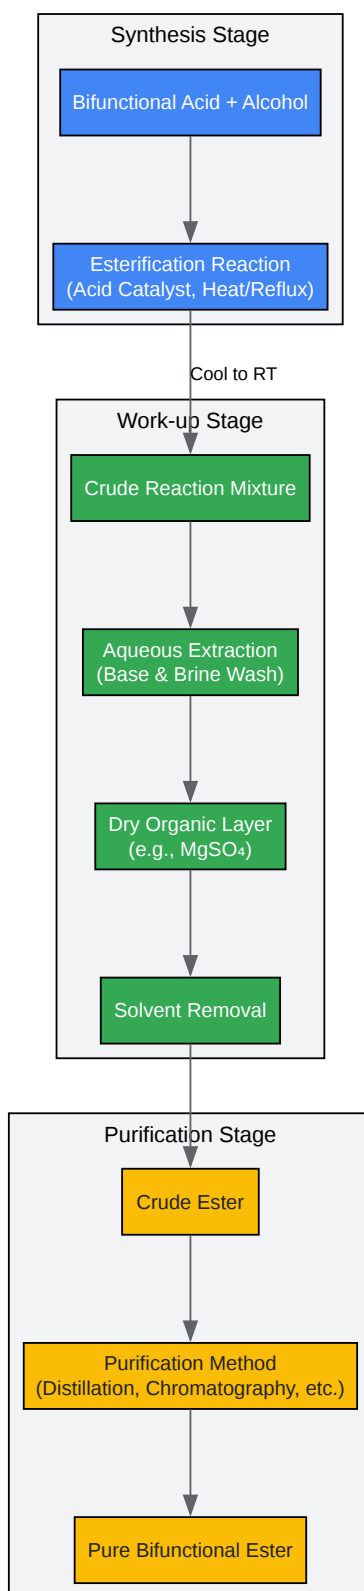 Synthesis Stage
Bifunctional Acid + Alcohol
Esterification Reaction
(Acid Catalyst, Heat/Reflux)
Cool to RT
Work-up Stage
Crude Reaction Mixture
Aqueous Extraction
(Base & Brine Wash)
Dry Organic Layer
(e.g., MgSO₄)
Solvent Removal
Purification Stage
Crude Ester
Purification Method
(Distillation, Chromatography, etc.)
Pure Bifunctional Ester